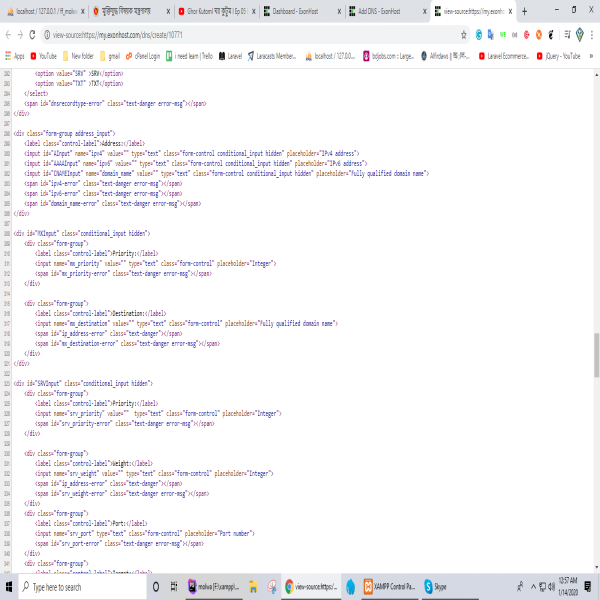 localhost / 127.0.0.1 / ff_molw
মুক্তিযুদ্ধ বিষয়ক মন্ত্রণালয়
Ghor Kutom। ঘর কুটুম। Ep 05
Dashboard - ExonHost
Add DNS - ExonHost
view-source:https://my.exonhost
view-source:https://my.exonhost.com/dns/create/10771
Apps
YouTube
New folder
gmail
cPanel Login
i need learn | Trello
Laravel
Laracasts Member...
localhost / 127.0.0...
bdjobs.com :: Large...
Laravel Ecommerce...
jQuery - YouTube
<option value="SRV" >SRV</option>
<option value="TXT" >TXT</option>
</select>
<span id="dnsrecordtype-error" class="text-danger error-msg"></span>
</div>
<div class="form-group address_input">
<label class="control-label">Address:</label>
<input id="AInput" name="ipv4" value="" type="text" class="form-control conditional_input hidden" placeholder="IPv4 address">
<input id="AAAAInput" name="ipv6" value="" type="text" class="form-control conditional_input hidden" placeholder="IPv6 address">
<input id="CNAMEInput" name="domain_name" value="" type="text" class="form-control conditional_input hidden" placeholder="fully qualified domain name">
<span id="ipv4-error" class="text-danger error-msg"></span>
<span id="ipv6-error" class="text-danger error-msg"></span>
<span id="domain_name-error" class="text-danger error-msg"></span>
</div>
<div id="MXInput" class="conditional_input hidden">
<div class="form-group">
<label class="control-label">Priority:</label>
<input name="mx_priority" value="" type="text" class="form-control" placeholder="Integer">
<span id="mx_priority-error" class="text-danger error-msg"></span>
</div>
<div class="form-group">
<label class="control-label">Destination:</label>
<input name="mx_destination" value="" type="text" class="form-control" placeholder="Fully qualified domain name">
<span id="ip_address-error" class="text-danger"></span>
<span id="mx_destination-error" class="text-danger error-msg"></span>
</div>
</div>
<div id="SRVInput" class="conditional_input hidden">
<div class="form-group">
<label class="control-label">Priority:</label>
<input name="srv_priority" value="" type="text" class="form-control" placeholder="Integer">
<span id="srv_priority-error" class="text-danger error-msg"></span>
</div>
<div class="form-group">
<label class="control-label">Weight:</label>
<input name="srv_weight" value="" type="text" class="form-control" placeholder="Integer">
<span id="ip_address-error" class="text-danger"></span>
<span id="srv_weight-error" class="text-danger error-msg"></span>
</div>
<div class="form-group">
<label class="control-label">Port:</label>
<input name="srv_port" type="text" class="form-control" placeholder="Port number">
<span id="srv_port-error" class="text-danger error-msg"></span>
</div>
<div class="form-group">
Type here to search
molwa [F:\xampp\...
view-source:https:/...
XAMPP Control Pa...
Skype
12:57 AM
1/14/2020